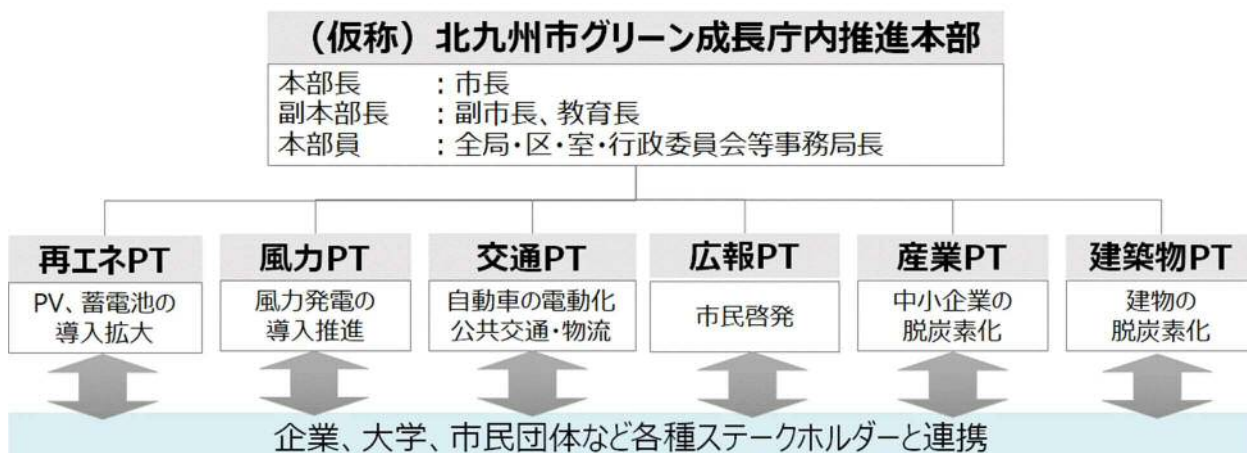 （仮称）北九州市グリーン成長庁内推進本部
本部長　　：市長
副本部長　：副市長、教育長
本部員　　：全局・区・室・行政委員会等事務局長
再エネPT
PV、蓄電池の
導入拡大
風力PT
風力発電の
導入推進
交通PT
自動車の電動化
公共交通・物流
広報PT
市民啓発
産業PT
中小企業の
脱炭素化
建築物PT
建物の
脱炭素化
企業、大学、市民団体など各種ステークホルダーと連携